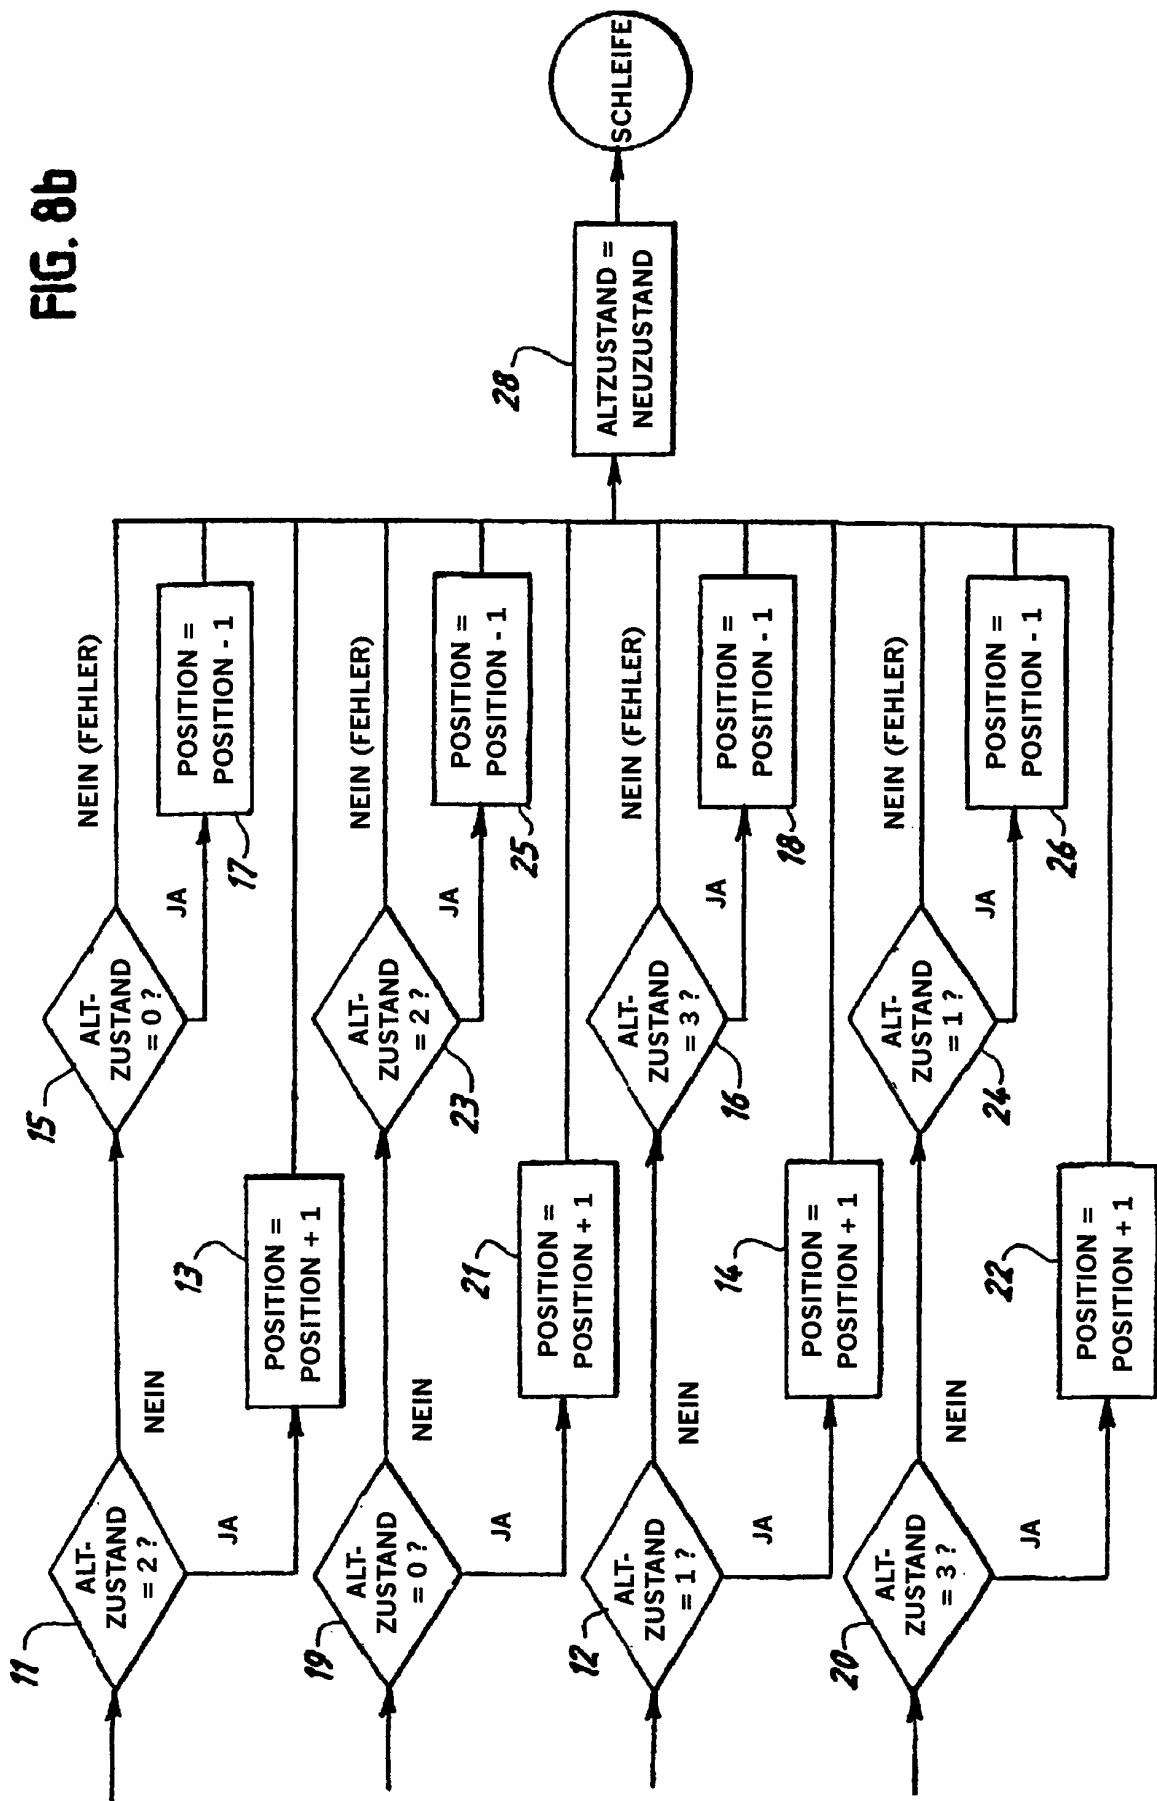 FIG. 8b
11
ALT-
ZUSTAND
= 2 ?
NEIN
JA
13
POSITION =
POSITION + 1
15
ALT-
ZUSTAND
= 0 ?
NEIN (FEHLER)
JA
17
POSITION =
POSITION - 1
19
ALT-
ZUSTAND
= 0 ?
NEIN
JA
21
POSITION =
POSITION + 1
23
ALT-
ZUSTAND
= 2 ?
NEIN (FEHLER)
JA
25
POSITION =
POSITION - 1
12
ALT-
ZUSTAND
= 1 ?
NEIN
JA
14
POSITION =
POSITION + 1
16
ALT-
ZUSTAND
= 3 ?
NEIN (FEHLER)
JA
18
POSITION =
POSITION - 1
20
ALT-
ZUSTAND
= 3 ?
NEIN
JA
22
POSITION =
POSITION + 1
24
ALT-
ZUSTAND
= 1 ?
NEIN (FEHLER)
JA
26
POSITION =
POSITION - 1
28
ALTZUSTAND =
NEUZUSTAND
SCHLEIFE